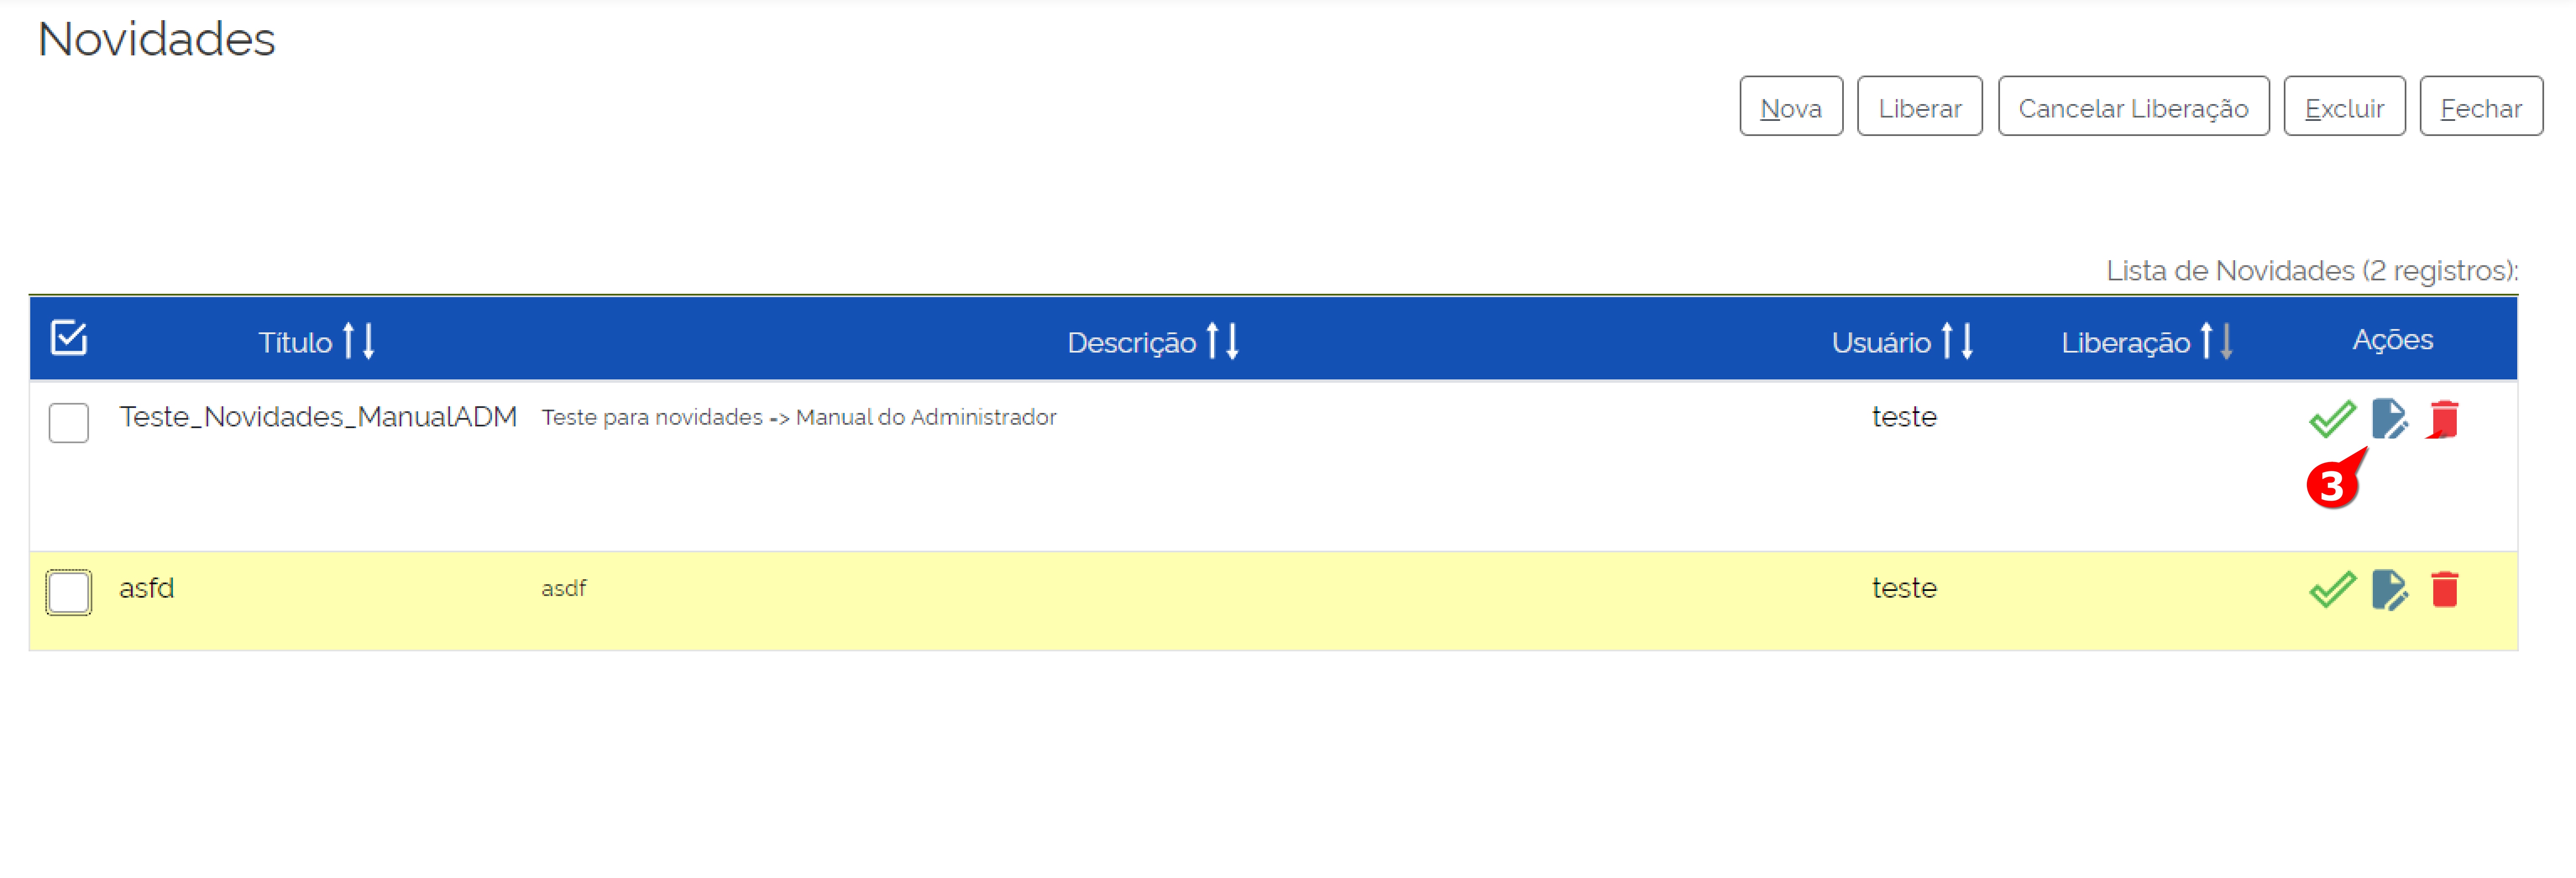 Novidades
Nova Liberar Cancelar Liberação Excluir Fechar
Lista de Novidades (2 registros):
Título Descrição Usuário Liberação Ações
Teste_Novidades_ManualADM Teste para novidades => Manual do Administrador teste
3
asfd asdf teste